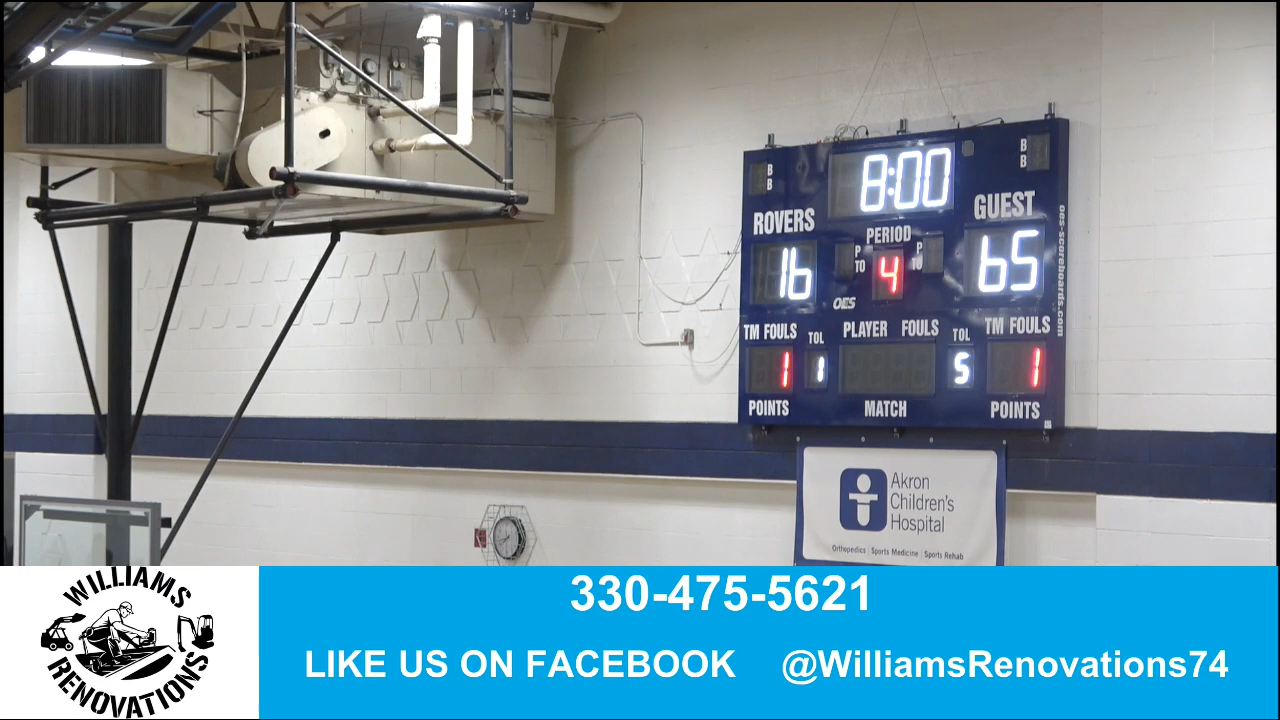 8:00
B
B
B
B
ROVERS
GUEST
PERIOD
16
P
TO
4
P
TO
65
OES
oes-scoreboards.com
TM FOULS
TOL
PLAYER FOULS
TOL
TM FOULS
1
1
5
1
POINTS
MATCH
POINTS
Akron
Children's
Hospital
Orthopedics | Sports Medicine | Sports Rehab
WILLIAMS
RENOVATIONS
330-475-5621
LIKE US ON FACEBOOK @WilliamsRenovations74